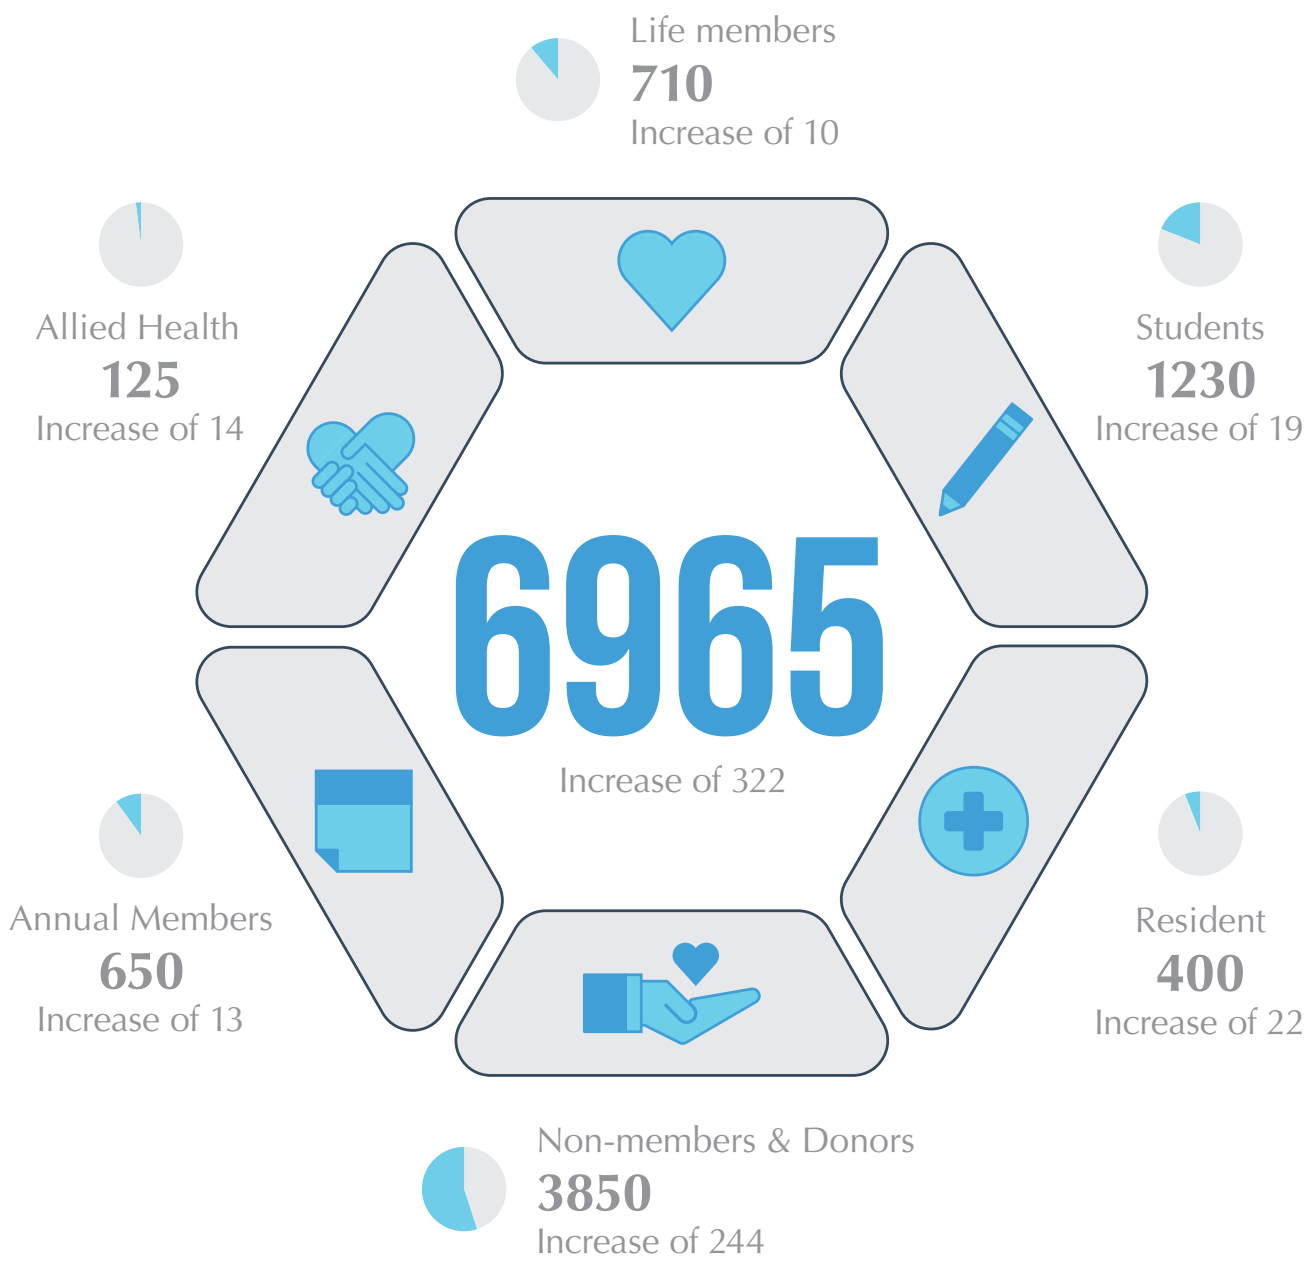 Life members
710
Increase of 10
Allied Health
125
Increase of 14
Students
1230
Increase of 19
6965
Increase of 322
Annual Members
650
Increase of 13
Resident
400
Increase of 22
Non-members & Donors
3850
Increase of 244